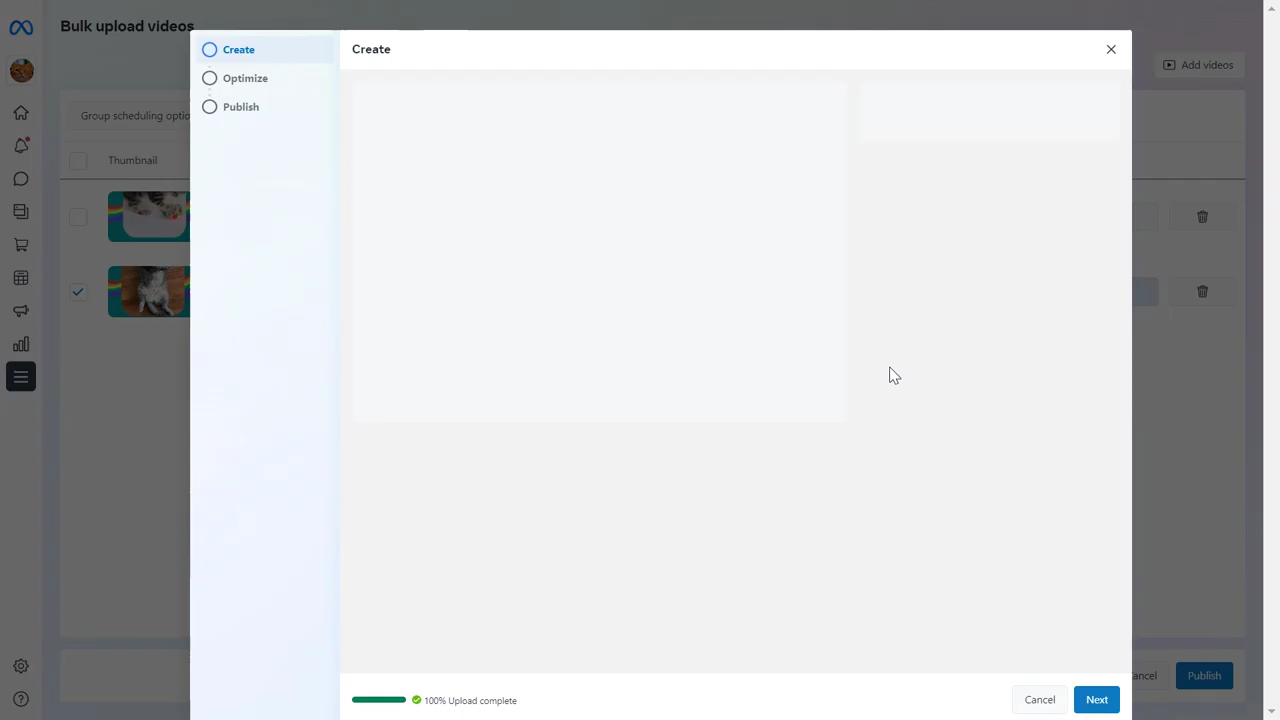 Bulk upload videos
Create
Optimize
Publish
Create
Add videos
Group scheduling optio
Thumbnail
100% Upload complete
Cancel
Next
ancel
Publish